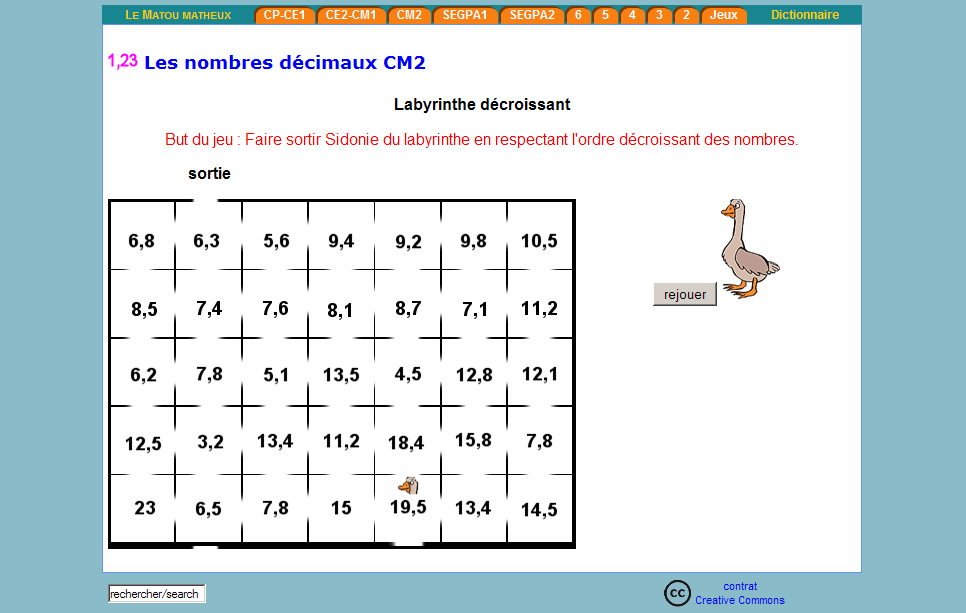 LE MATOU MATHEUX CP-CE1 CE2-CM1 CM2 SEGPA1 SEGPA2 6 5 4 3 2 Jeux Dictionnaire
1,23 Les nombres décimaux CM2
Labyrinthe décroissant
But du jeu : Faire sortir Sidonie du labyrinthe en respectant l'ordre décroissant des nombres.
sortie
6,8 6,3 5,6 9,4 9,2 9,8 10,5
8,5 7,4 7,6 8,1 8,7 7,1 11,2
rejouer
6,2 7,8 5,1 13,5 4,5 12,8 12,1
12,5 3,2 13,4 11,2 18,4 15,8 7,8
23 6,5 7,8 15 19,5 13,4 14,5
rechercher/search
cc
contrat
Creative Commons